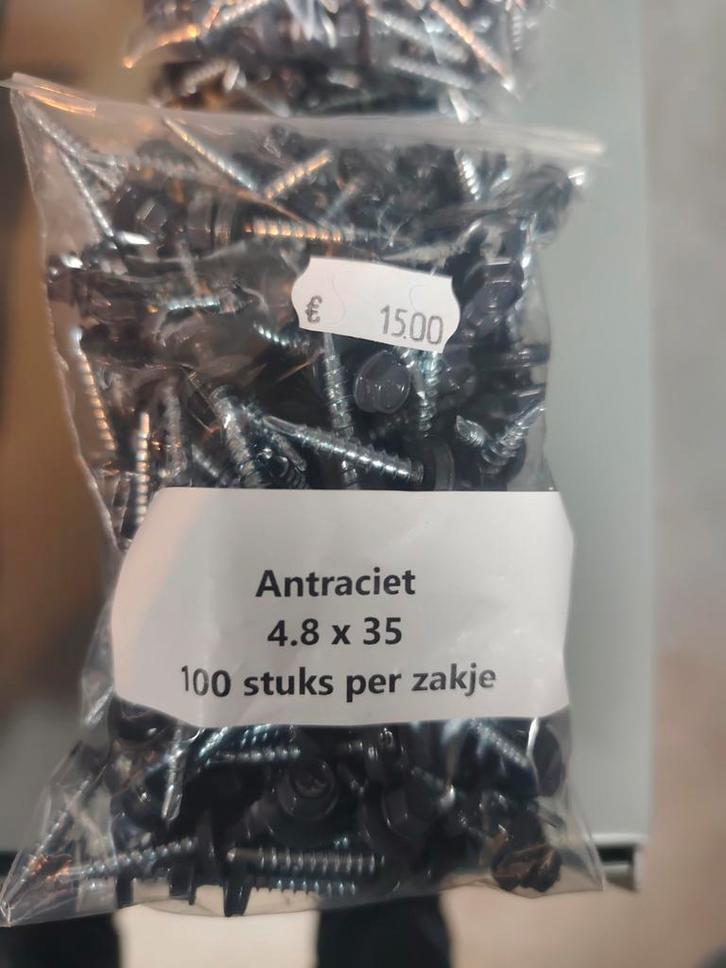 € 15.00
Antraciet
4.8 x 35
100 stuks per zakje